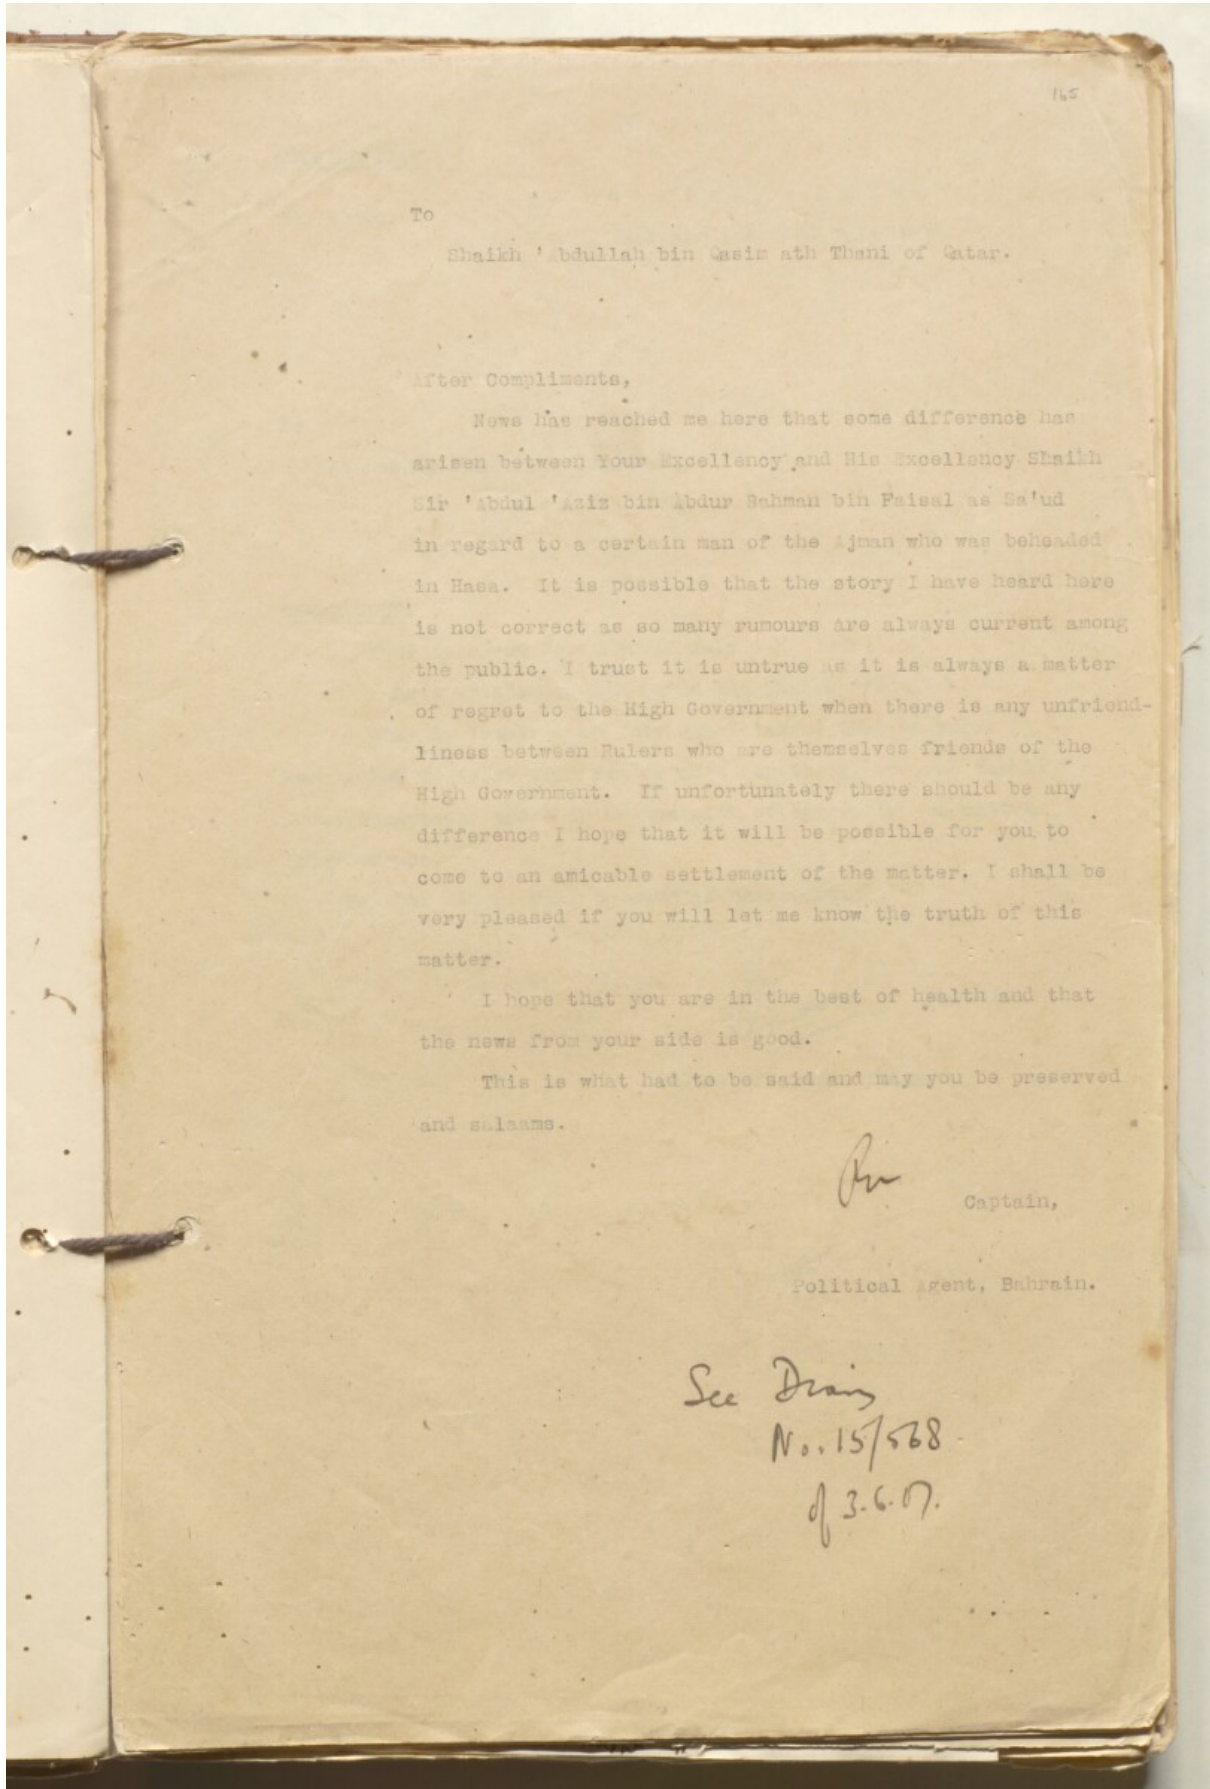 165
To
Shaikh 'Abdullah bin Qasim ath Thani of Qatar.
After Compliments,
News has reached me here that some difference has
arisen between Your Excellency and His Excellency Shaikh
Sir 'Abdul 'Aziz bin Abdur Rahman bin Faisal as Sa'ud
in regard to a certain man of the Ajman who was beheaded
in Hasa. It is possible that the story I have heard here
is not correct as so many rumours are always current among
the public. I trust it is untrue as it is always a matter
of regret to the High Government when there is any unfriend-
liness between Rulers who are themselves friends of the
High Government. If unfortunately there should be any
difference I hope that it will be possible for you to
come to an amicable settlement of the matter. I shall be
very pleased if you will let me know the truth of this
matter.
I hope that you are in the best of health and that
the news from your side is good.
This is what had to be said and may you be preserved
and salaams.
Captain,
Political Agent, Bahrain.
See
No. 15/568
of 3.6.